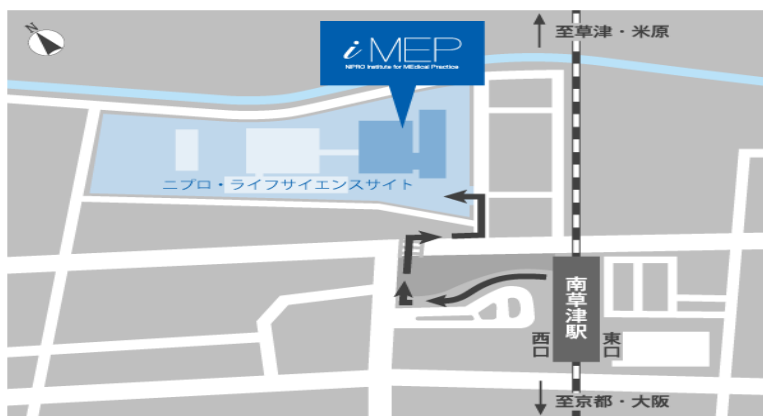 N
至草津・米原
i MEP
NIPRO Institute for MEdical Practice
ニプロ・ライフサイエンスサイト
南草津駅
西口
東口
至京都・大阪